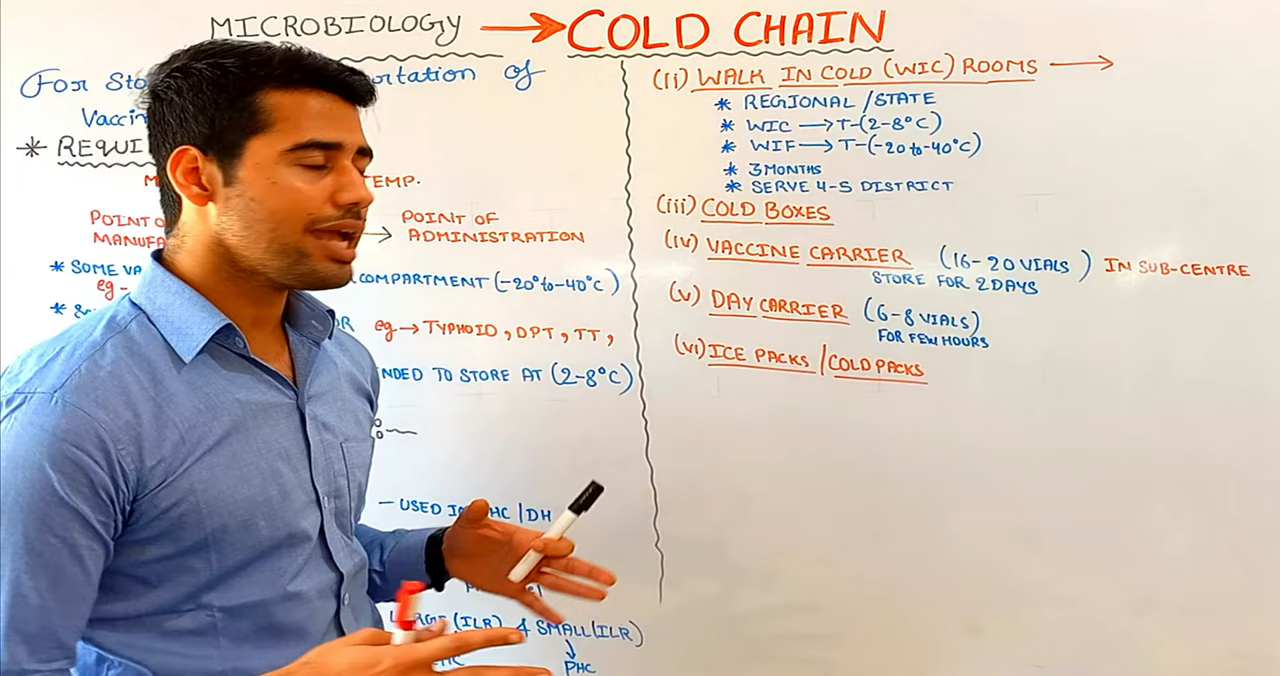 MICROBIOLOGY → COLD CHAIN
For Sto rtation of
Vaccin
* REQUI
TEMP.
POINT O → POINT OF
MANUFA ADMINISTRATION
* SOME VA COMPARTMENT (-20° to -40°C)
eg -
eg → TYPHOID, DPT, TT,
NDED TO STORE AT (2-8°C)
- USED I HC / DH
LARGE (ILR) & SMALL (ILR)
↓
PHC
(ii) WALK IN COLD (WIC) ROOMS →
* REGIONAL / STATE
* WIC → T-(2-8°C)
* WIF → T-(-20 to -40°C)
* 3 MONTHS
* SERVE 4-5 DISTRICT
(iii) COLD BOXES
(iv) VACCINE CARRIER (16-20 VIALS) IN SUB-CENTRE
STORE FOR 2 DAYS
(v) DAY CARRIER (6-8 VIALS)
FOR FEW HOURS
(vi) ICE PACKS / COLD PACKS